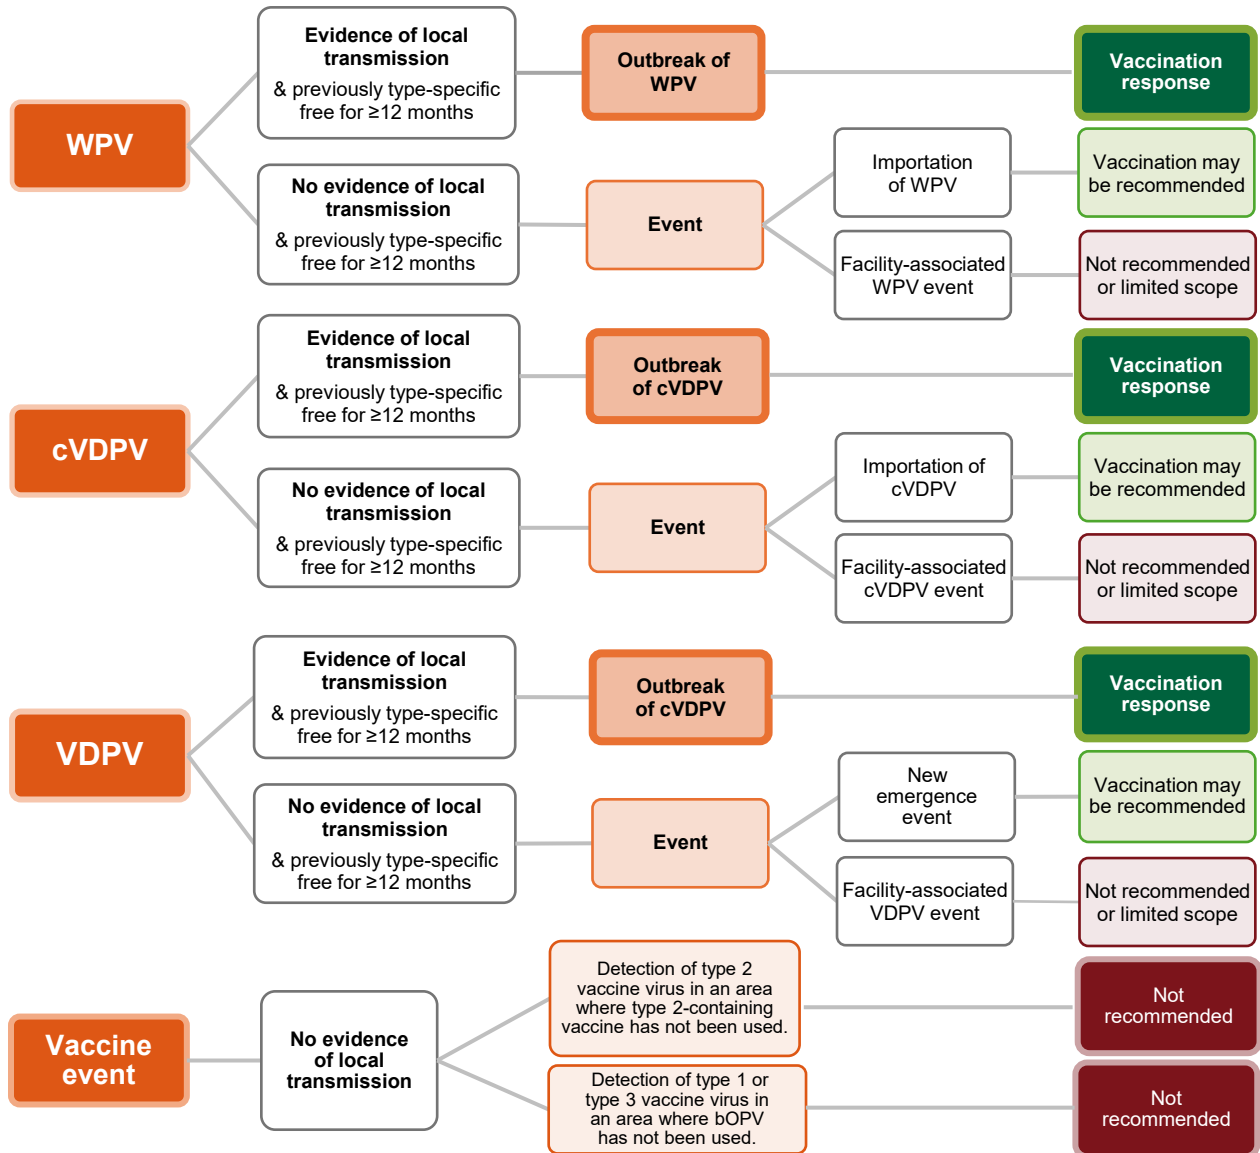 WPV
Evidence of local
transmission
& previously type-specific
free for ≥12 months
Outbreak of
WPV
Vaccination
response
No evidence of local
transmission
& previously type-specific
free for ≥12 months
Event
Importation
of WPV
Vaccination may
be recommended
Facility-associated
WPV event
Not recommended
or limited scope
cVDPV
Evidence of local
transmission
& previously type-specific
free for ≥12 months
Outbreak
of cVDPV
Vaccination
response
No evidence of local
transmission
& previously type-specific
free for ≥12 months
Event
Importation of
cVDPV
Vaccination may
be recommended
Facility-associated
cVDPV event
Not recommended
or limited scope
VDPV
Evidence of local
transmission
& previously type-specific
free for ≥12 months
Outbreak
of cVDPV
Vaccination
response
No evidence of local
transmission
& previously type-specific
free for ≥12 months
Event
New
emergence
event
Vaccination may
be recommended
Facility-associated
VDPV event
Not recommended
or limited scope
Vaccine
event
No evidence
of local
transmission
Detection of type 2
vaccine virus in an area
where type 2-containing
vaccine has not been used.
Not
recommended
Detection of type 1 or
type 3 vaccine virus in
an area where bOPV
has not been used.
Not
recommended